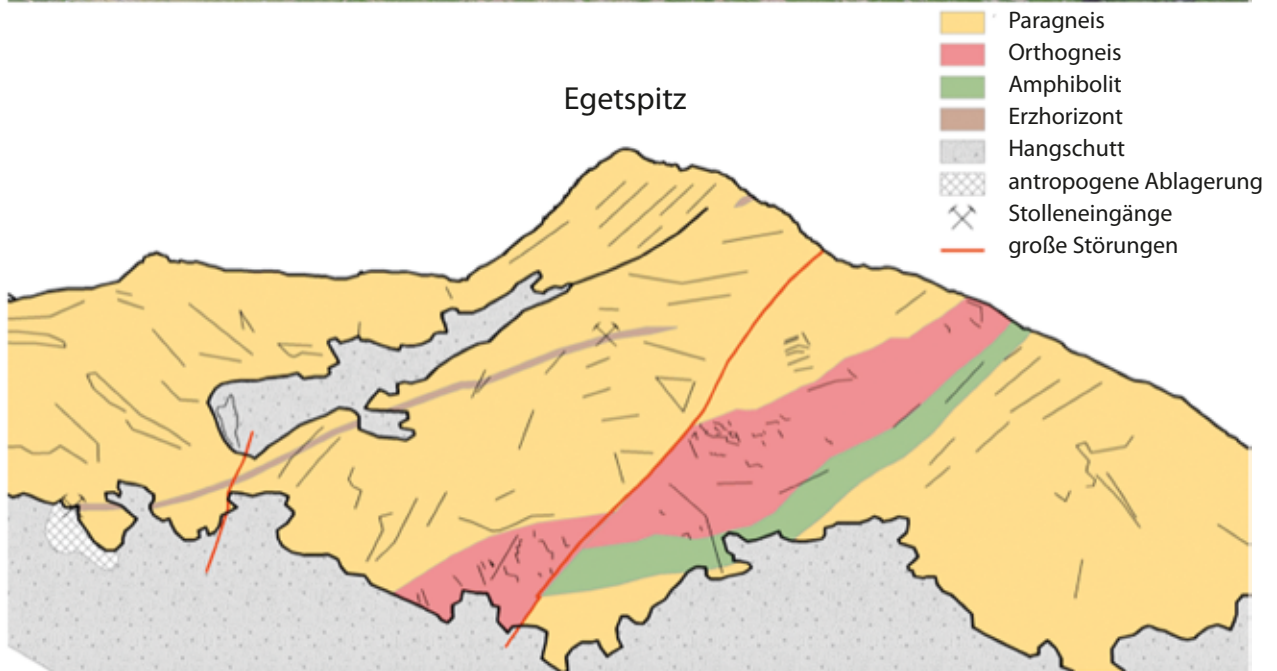 Paragneis
Orthogneis
Amphibolit
Erzhorizont
Hangschutt
antropogene Ablagerung
Stolleneingänge
große Störungen
Egetspitz